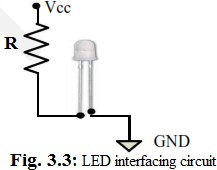 Vcc
R
GND
Fig. 3.3: LED interfacing circuit